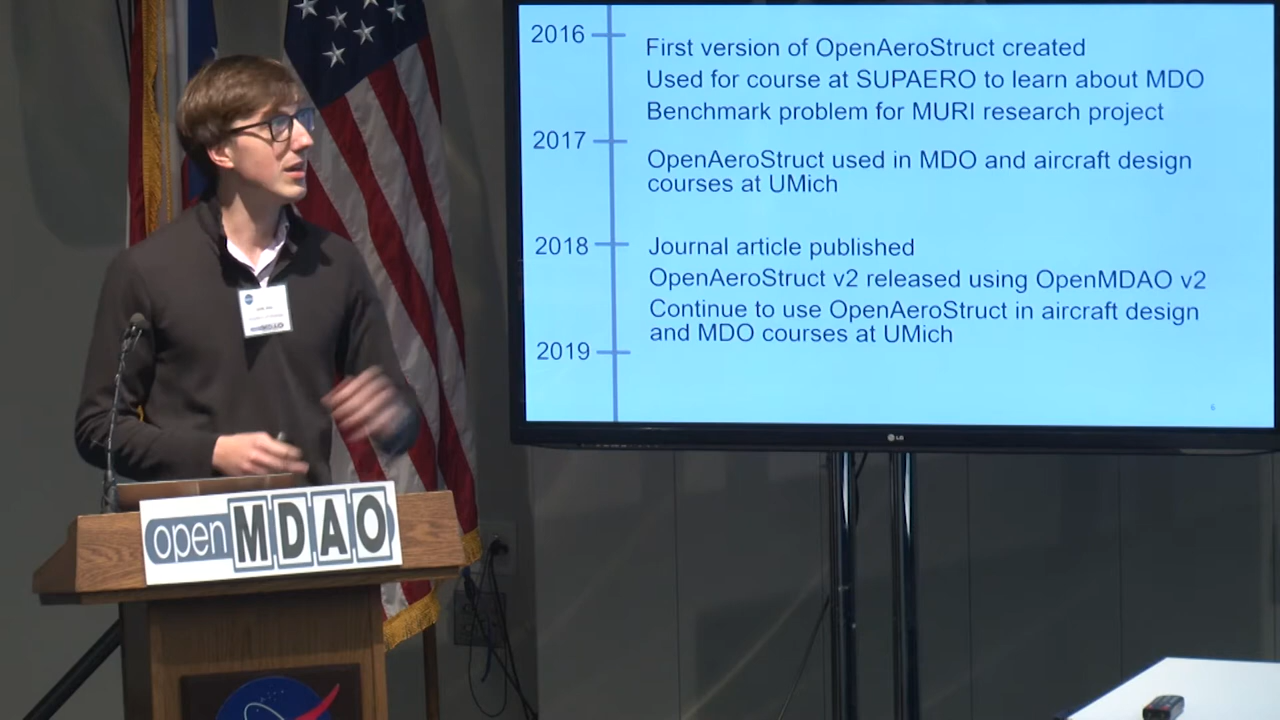 2016
First version of OpenAeroStruct created
Used for course at SUPAERO to learn about MDO
Benchmark problem for MURI research project
2017
OpenAeroStruct used in MDO and aircraft design
courses at UMich
2018
Journal article published
OpenAeroStruct v2 released using OpenMDAO v2
Continue to use OpenAeroStruct in aircraft design
and MDO courses at UMich
2019
6
LG
openMDAO